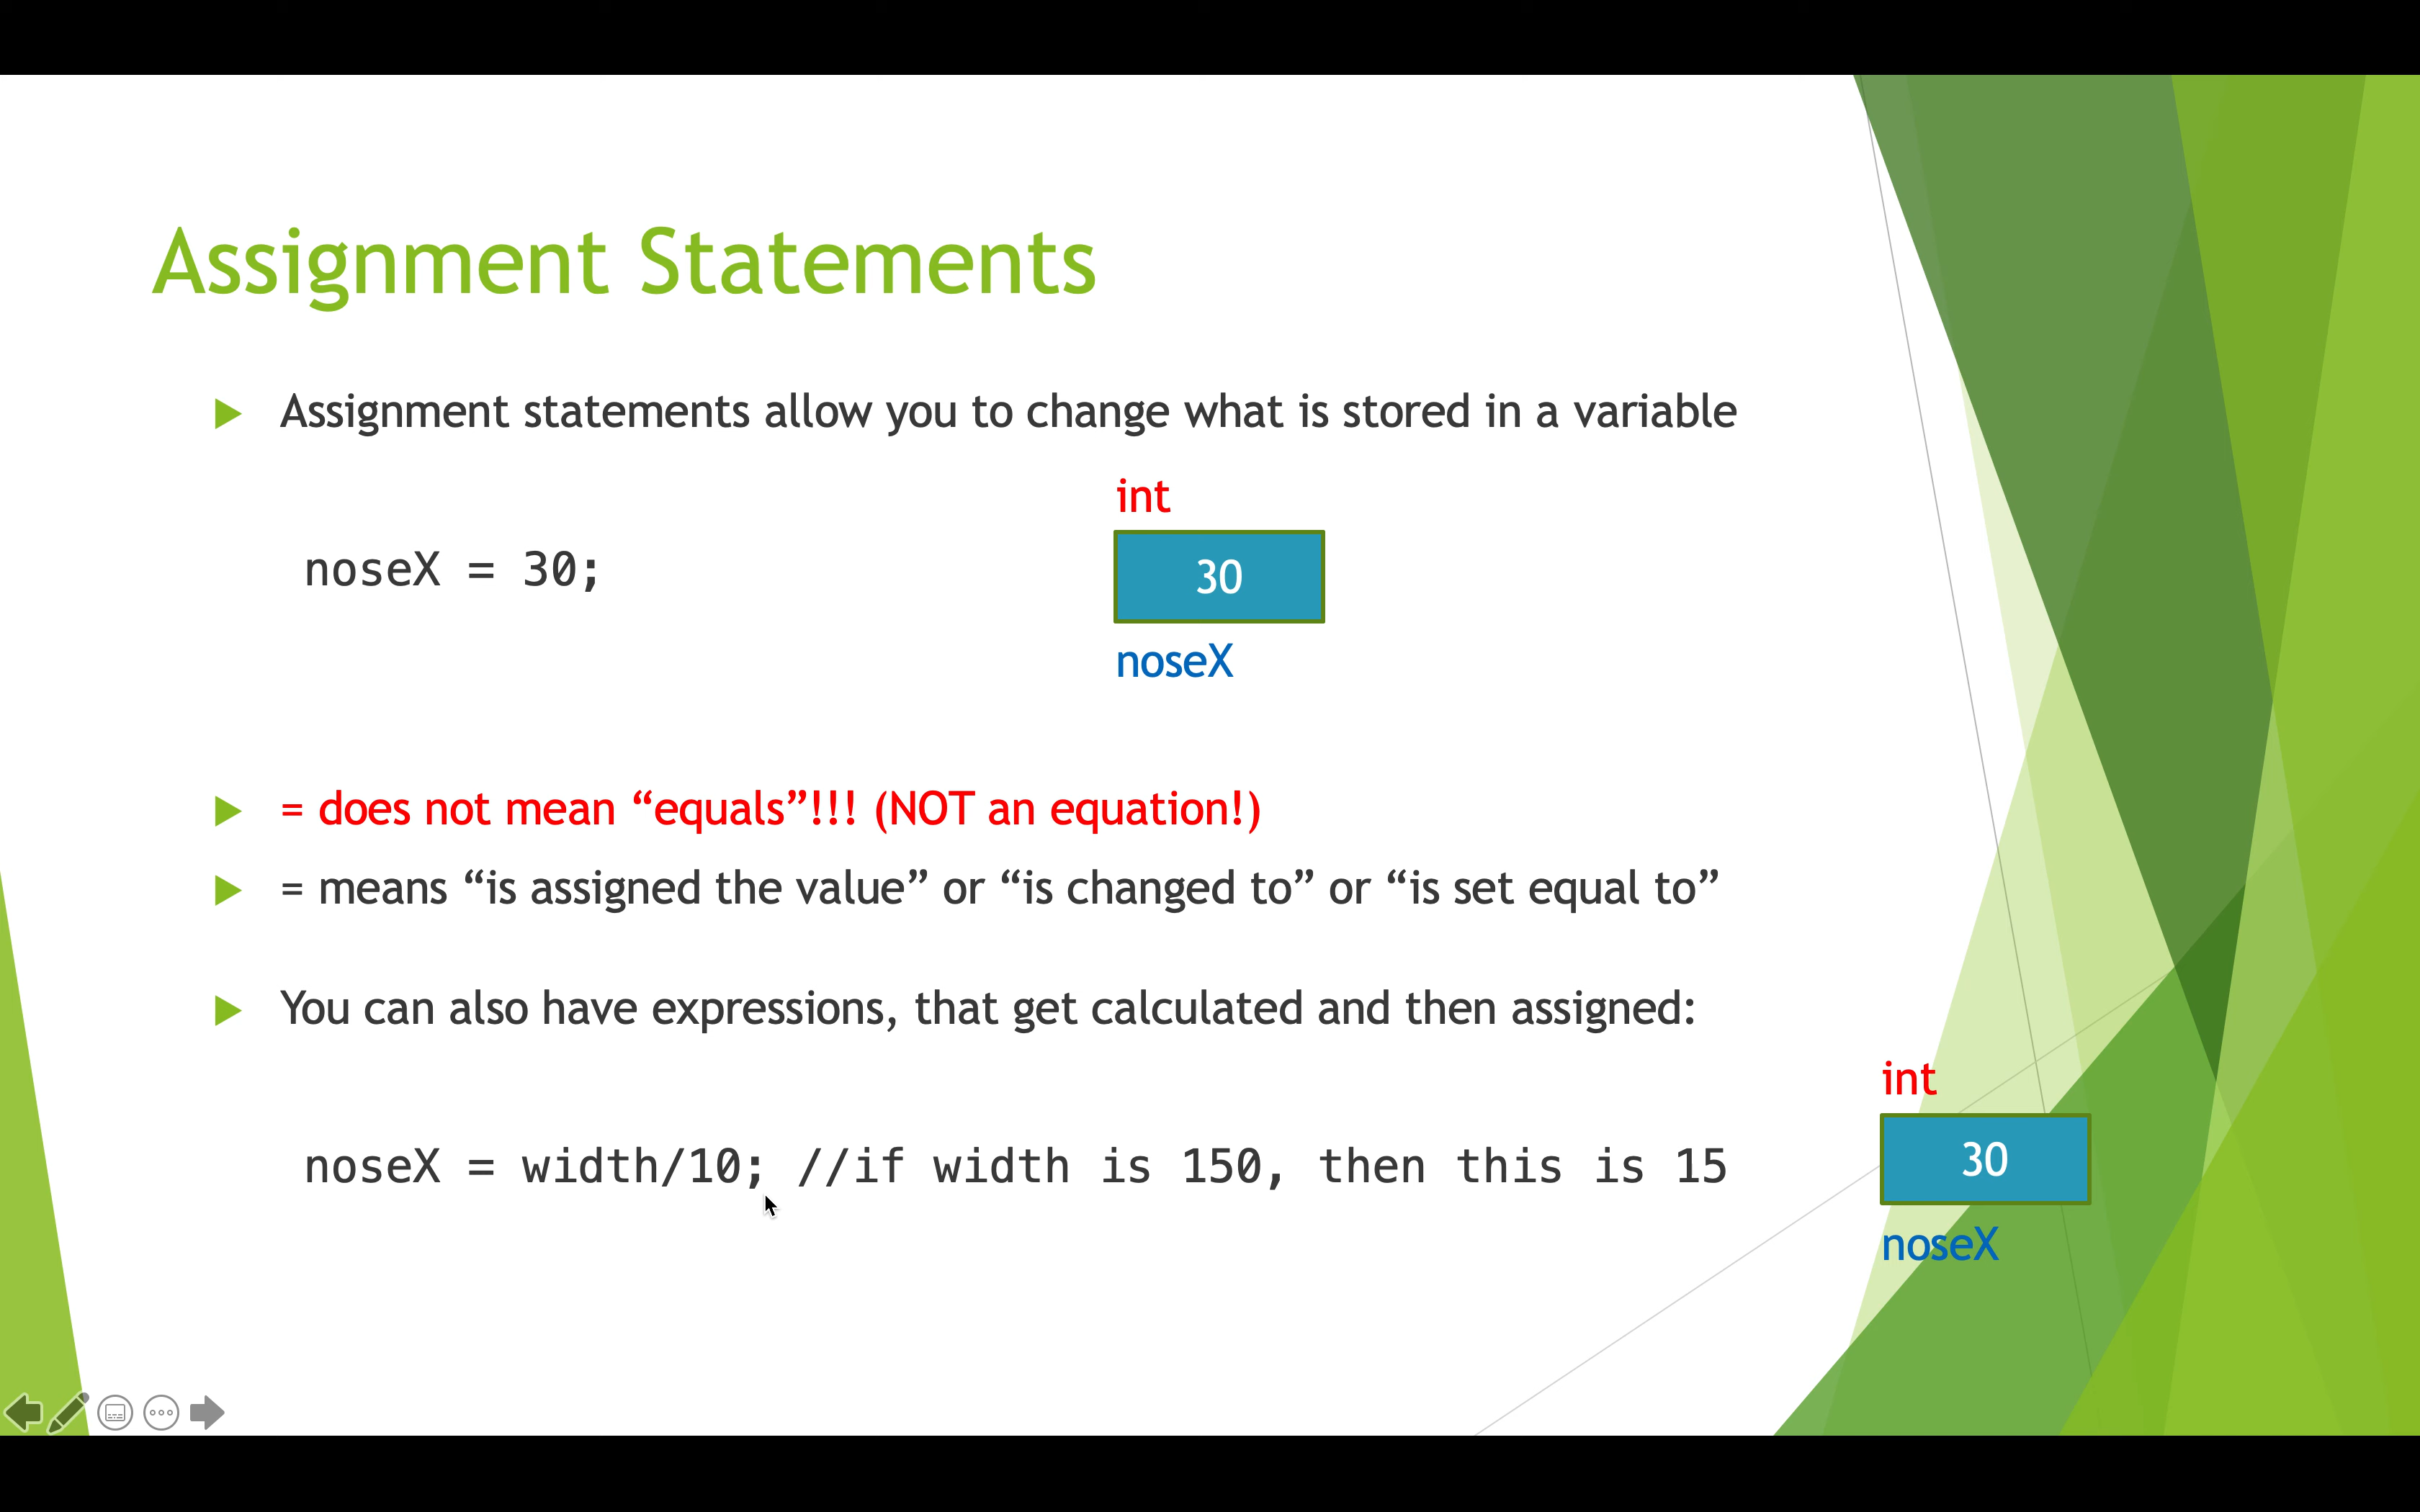 Assignment Statements
Assignment statements allow you to change what is stored in a variable
int
noseX = 30;
30
noseX
= does not mean “equals”!!! (NOT an equation!)
= means “is assigned the value” or “is changed to” or “is set equal to”
You can also have expressions, that get calculated and then assigned:
int
noseX = width/10; //if width is 150, then this is 15
30
noseX